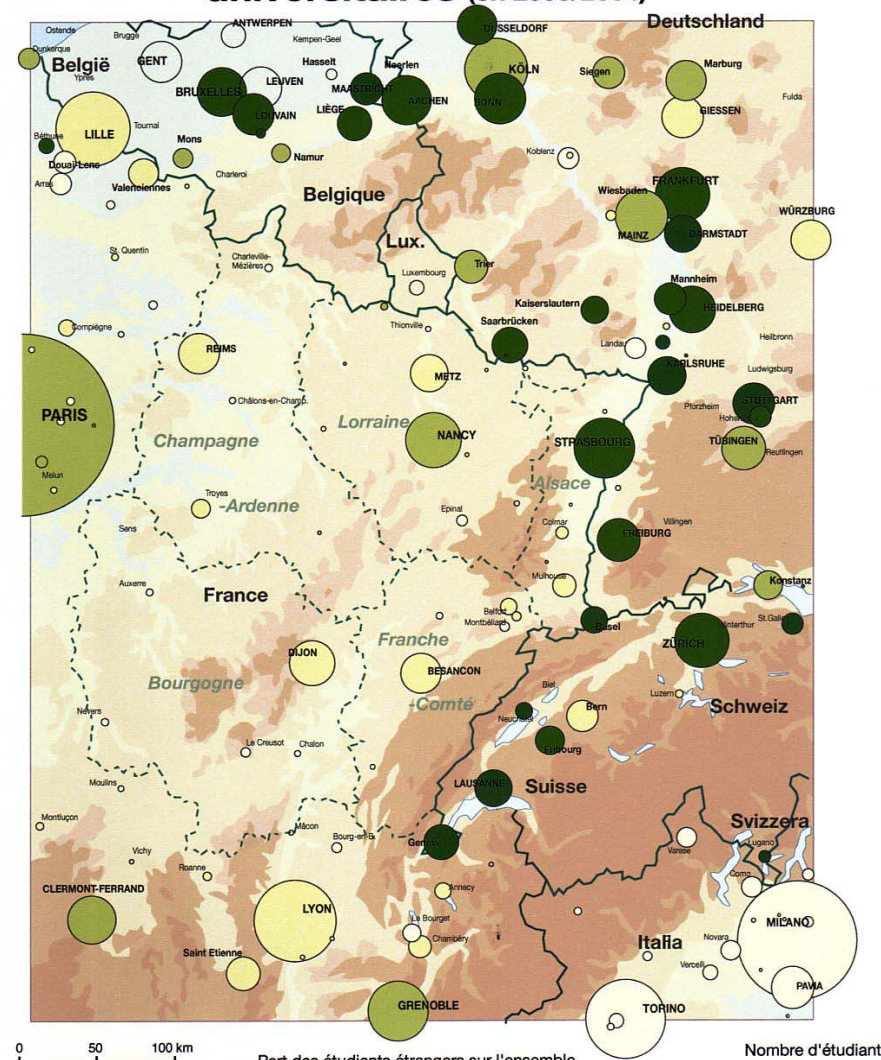 Deutschland
Ostende
Brugge
ANTWERPEN
Kempen-Geel
DÜSSELDORF
Dunkerque
België
Ypres
GENT
Hasselt
Heerlen
KÖLN
Siegen
Marburg
BRUXELLES
LEUVEN
MAASTRICHT
AACHEN
BONN
GIESSEN
Fulda
LOUVAIN
LIÈGE
LILLE
Tournai
Béthune
Mons
Namur
Koblenz
Douai-Lens
Arras
Valenciennes
Charleroi
Belgique
Wiesbaden
FRANKFURT
WÜRZBURG
MAINZ
DARMSTADT
Lux.
St. Quentin
Charleville-
Mézières
Luxembourg
Trier
Mannheim
Kaiserslautern
HEIDELBERG
Compiègne
Thionville
Saarbrücken
Landau
Heilbronn
REIMS
METZ
KARLSRUHE
Ludwigsburg
Châlons-en-Champ.
Pforzheim
STUTTGART
PARIS
Lorraine
NANCY
STRASBOURG
TÜBINGEN
Reutlingen
Champagne
Melun
Alsace
Troyes
-Ardenne
Epinal
Colmar
Villingen
Sens
FREIBURG
Auxerre
France
Mulhouse
Konstanz
Belfort
Montbéliard
Basel
Winterthur
St.Gallen
Franche
ZÜRICH
DIJON
BESANCON
Bourgogne
-Comté
Biel
Luzern
Bern
Schweiz
Nevers
Neuchâtel
Le Creusot
Chalon
Fribourg
Moulins
LAUSANNE
Suisse
Montluçon
Mâcon
Bourg-en-B.
Genève
Svizzera
Vichy
Varese
Lugano
Roanne
Como
CLERMONT-FERRAND
Annecy
LYON
Le Bourget
MILANO
Chambéry
Italia
Novara
Saint Etienne
Vercelli
PAVIA
GRENOBLE
TORINO
0 50 100 km
Part des étudiants étrangers sur l'ensemble
Nombre d'étudiant